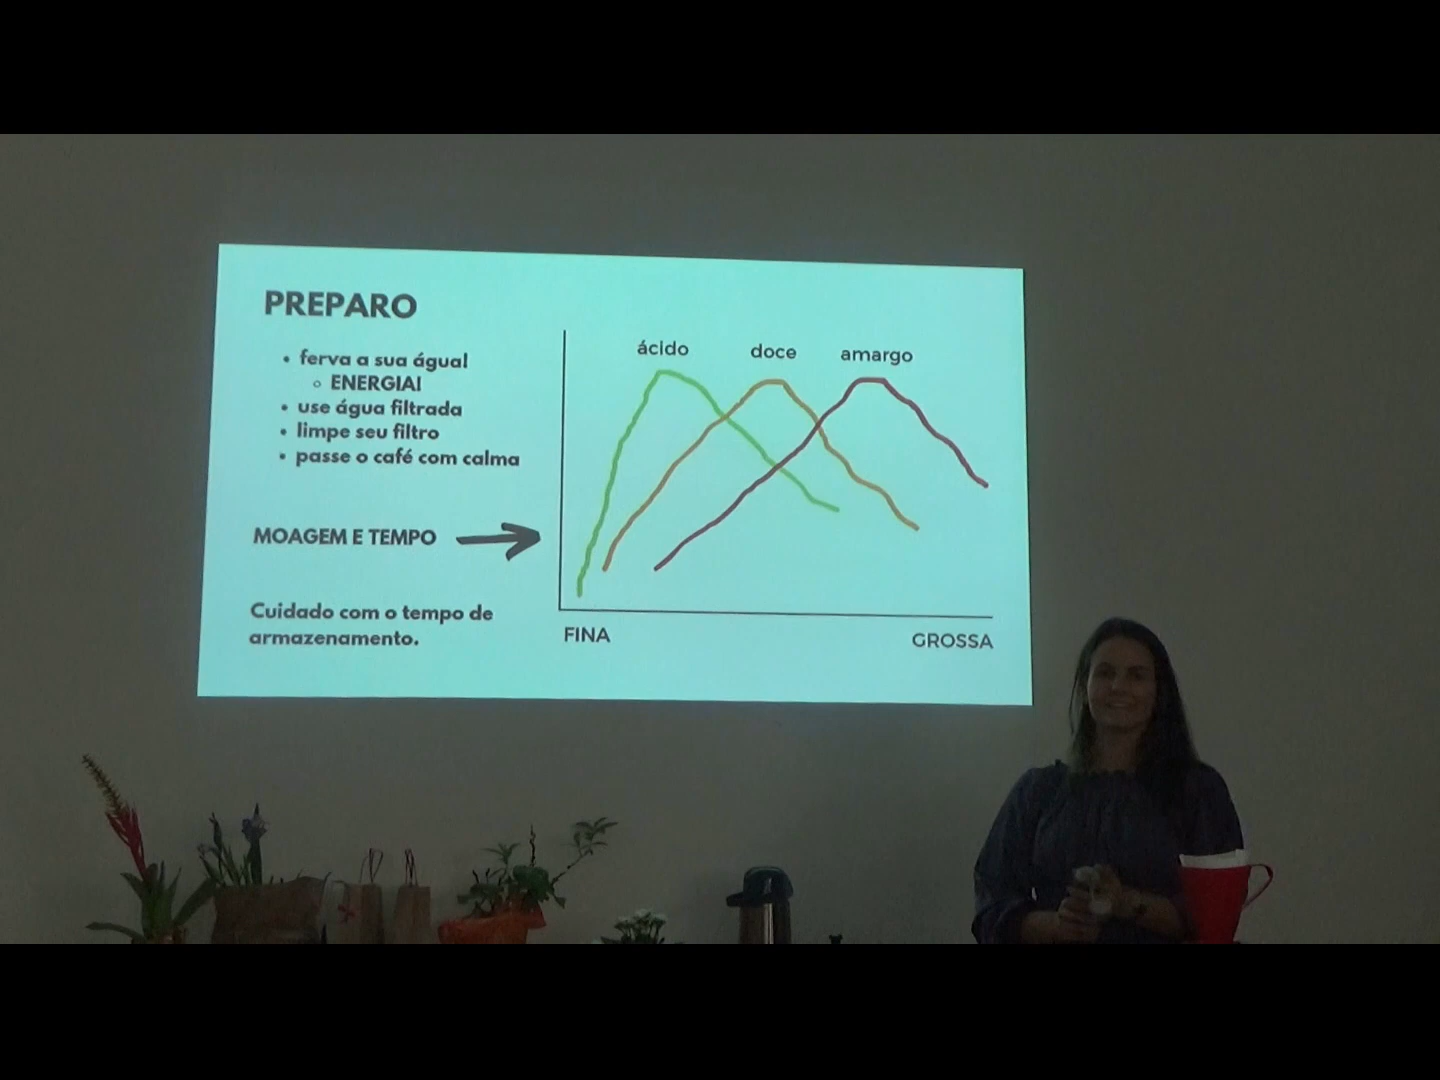 PREPARO
ferva a sua água!
ENERGIA!
use água filtrada
limpe seu filtro
passe o café com calma
MOAGEM E TEMPO
Cuidado com o tempo de
armazenamento.
ácido doce amargo
FINA GROSSA